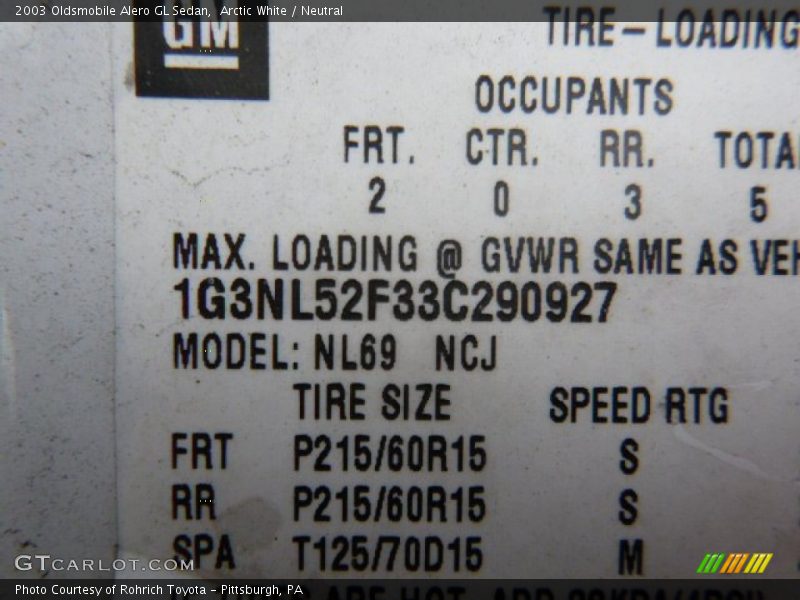 2003 Oldsmobile Alero GL Sedan, Arctic White / Neutral
GM
TIRE-LOADING
OCCUPANTS
FRT. CTR. RR. TOTAL
2 0 3 5
MAX. LOADING @ GVWR SAME AS VEH
1G3NL52F33C290927
MODEL: NL69 NCJ
TIRE SIZE SPEED RTG
FRT P215/60R15 S
RR P215/60R15 S
SPA T125/70D15 M
GTCARLOT.COM
Photo Courtesy of Rohrich Toyota - Pittsburgh, PA